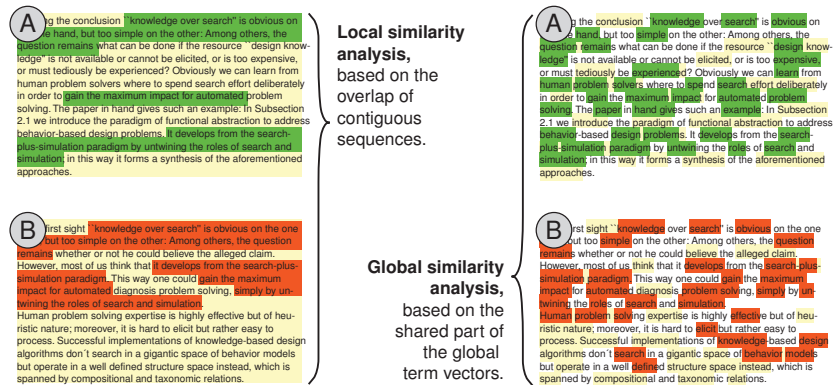 A
ng the conclusion ``knowledge over search" is obvious on
e hand, but too simple on the other: Among others, the
question remains what can be done if the resource ``design know-
ledge" is not available or cannot be elicited, or is too expensive,
or must tediously be experienced? Obviously we can learn from
human problem solvers where to spend search effort deliberately
in order to gain the maximum impact for automated problem
solving. The paper in hand gives such an example: In Subsection
2.1 we introduce the paradigm of functional abstraction to address
behavior-based design problems. It develops from the search-
plus-simulation paradigm by untwining the roles of search and
simulation; in this way it forms a synthesis of the aforementioned
approaches.
B
first sight ``knowledge over search" is obvious on the one
but too simple on the other: Among others, the question
remains whether or not he could believe the alleged claim.
However, most of us think that it develops from the search-plus-
simulation paradigm. This way one could gain the maximum
impact for automated diagnosis problem solving, simply by un-
twining the roles of search and simulation.
Human problem solving expertise is highly effective but of heu-
ristic nature; moreover, it is hard to elicit but rather easy to
process. Successful implementations of knowledge-based design
algorithms don´t search in a gigantic space of behavior models
but operate in a well defined structure space instead, which is
spanned by compositional and taxonomic relations.
Local similarity
analysis,
based on the
overlap of
contiguous
sequences.
Global similarity
analysis,
based on the
shared part of
the global
term vectors.
A
g the conclusion ``knowledge over search" is obvious on
hand, but too simple on the other: Among others, the
question remains what can be done if the resource ``design know-
ledge" is not available or cannot be elicited, or is too expensive,
or must tediously be experienced? Obviously we can learn from
human problem solvers where to spend search effort deliberately
in order to gain the maximum impact for automated problem
solving. The paper in hand gives such an example: In Subsection
2.1 we introduce the paradigm of functional abstraction to address
behavior-based design problems. It develops from the search-
plus-simulation paradigm by untwining the roles of search and
simulation; in this way it forms a synthesis of the aforementioned
approaches.
B
rst sight ``knowledge over search" is obvious on the one
out too simple on the other: Among others, the question
remains whether or not he could believe the alleged claim.
However, most of us think that it develops from the search-plus-
simulation paradigm. This way one could gain the maximum
impact for automated diagnosis problem solving, simply by un-
twining the roles of search and simulation.
Human problem solving expertise is highly effective but of heu-
ristic nature; moreover, it is hard to elicit but rather easy to
process. Successful implementations of knowledge-based design
algorithms don´t search in a gigantic space of behavior models
but operate in a well defined structure space instead, which is
spanned by compositional and taxonomic relations.